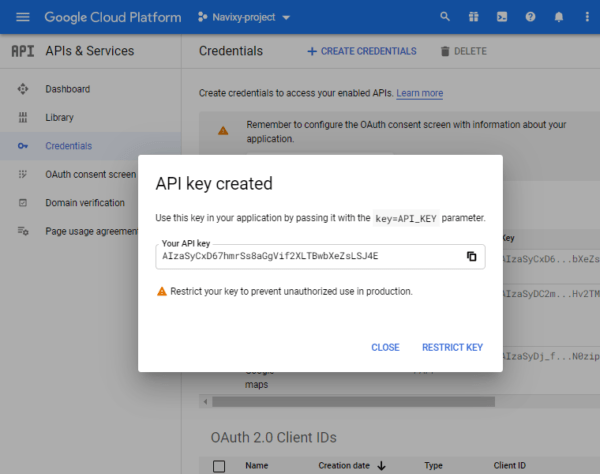 Google Cloud Platform
Navixy-project
API APIs & Services
Credentials
CREATE CREDENTIALS
DELETE
Dashboard
Library
Credentials
OAuth consent screen
Domain verification
Page usage agreement
Create credentials to access your enabled APIs. Learn more
Remember to configure the OAuth consent screen with information about your
application.
API key created
Use this key in your application by passing it with the key=API_KEY parameter.
Your API key
AIzaSyCxD67hmrSs8aGgVif2XLTBwbXeZsLSJ4E
Restrict your key to prevent unauthorized use in production.
CLOSE
RESTRICT KEY
Key
AIzaSyCxD6...bXeZs
AIzaSyDC2m...Hv2TM
AIzaSyDj_f...N0zip
maps
OAuth 2.0 Client IDs
Name
Creation date
Type
Client ID